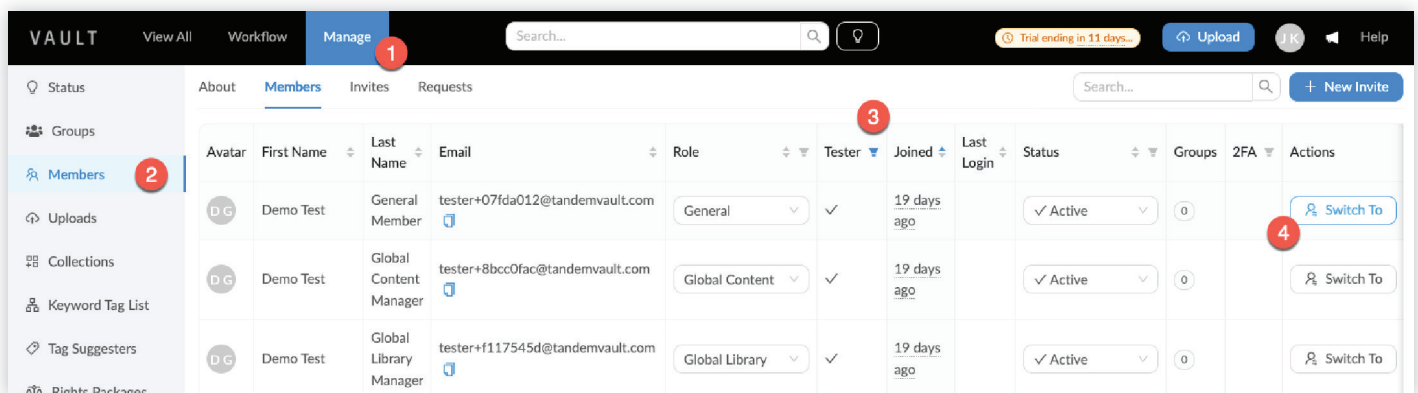 VAULT View All Workflow Manage Search... Trial ending in 11 days... Upload J K Help
1
Status About Members Invites Requests Search... + New Invite
Groups
3
Avatar First Name Last Name Email Role Tester Joined Last Login Status Groups 2FA Actions
Members 2
D G Demo Test General Member tester+07fda012@tandemvault.com General ✓ 19 days ago ✓ Active 0 Switch To
Uploads
4
Collections
D G Demo Test Global Content Manager tester+8bcc0fac@tandemvault.com Global Content ✓ 19 days ago ✓ Active 0 Switch To
Keyword Tag List
Tag Suggesters
D G Demo Test Global Library Manager tester+f117545d@tandemvault.com Global Library ✓ 19 days ago ✓ Active 0 Switch To
Rights Packages